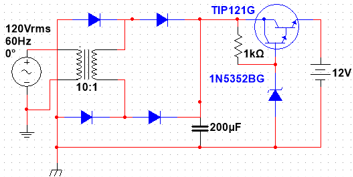 TIP121G
120Vrms
60Hz
0°
1kΩ
1N5352BG
12V
10:1
200µF